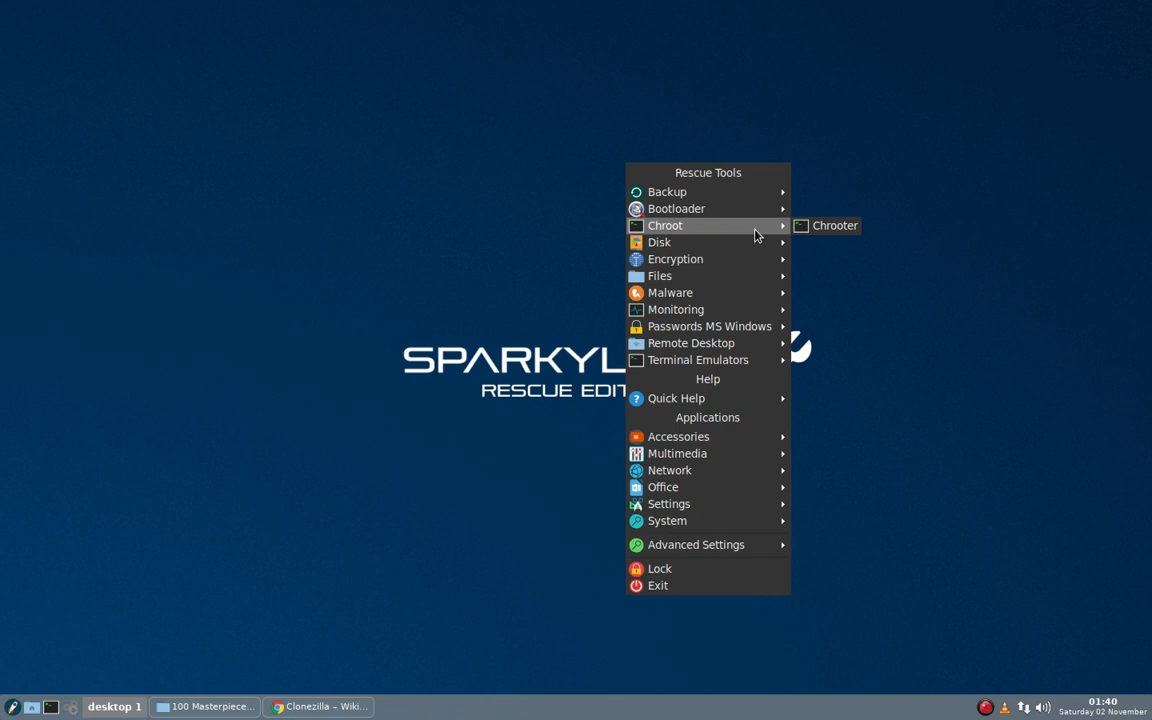 Rescue Tools
Backup
Bootloader
Chroot
Chrooter
Disk
Encryption
Files
Malware
Monitoring
Passwords MS Windows
Remote Desktop
Terminal Emulators
SPARKYL
RESCUE EDIT
Help
Quick Help
Applications
Accessories
Multimedia
Network
Office
Settings
System
Advanced Settings
Lock
Exit
desktop 1
100 Masterpiece...
Clonezilla – Wiki...
01:40
Saturday 02 November